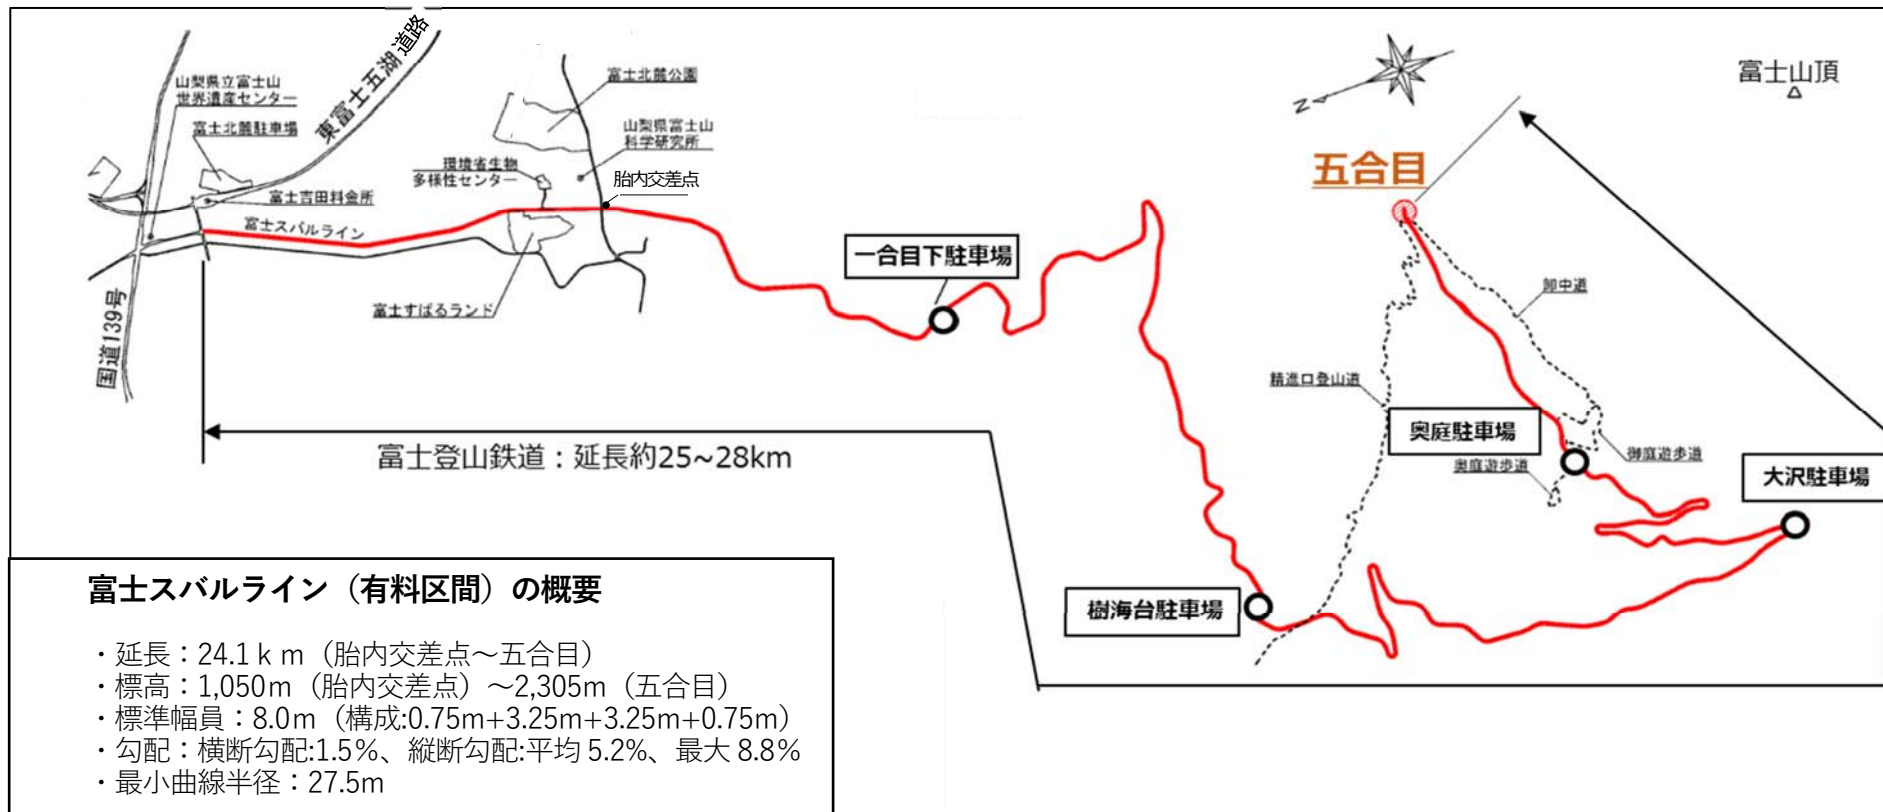 山梨県立富士山
世界遺産センター
富士北麓駐車場
東富士五湖道路
富士吉田料金所
富士スバルライン
国道139号
富士北麓公園
山梨県富士山
科学研究所
環境省生物
多様性センター
胎内交差点
富士すばるランド
一合目下駐車場
N
富士山頂
五合目
御中道
精進口登山道
奥庭駐車場
奥庭遊歩道
御庭遊歩道
大沢駐車場
樹海台駐車場
富士登山鉄道：延長約25~28km
富士スバルライン（有料区間）の概要
・延長：24.1ｋｍ（胎内交差点～五合目）
・標高：1,050m（胎内交差点）～2,305m（五合目）
・標準幅員：8.0m（構成:0.75m+3.25m+3.25m+0.75m）
・勾配：横断勾配:1.5%、縦断勾配:平均 5.2%、最大 8.8%
・最小曲線半径：27.5m